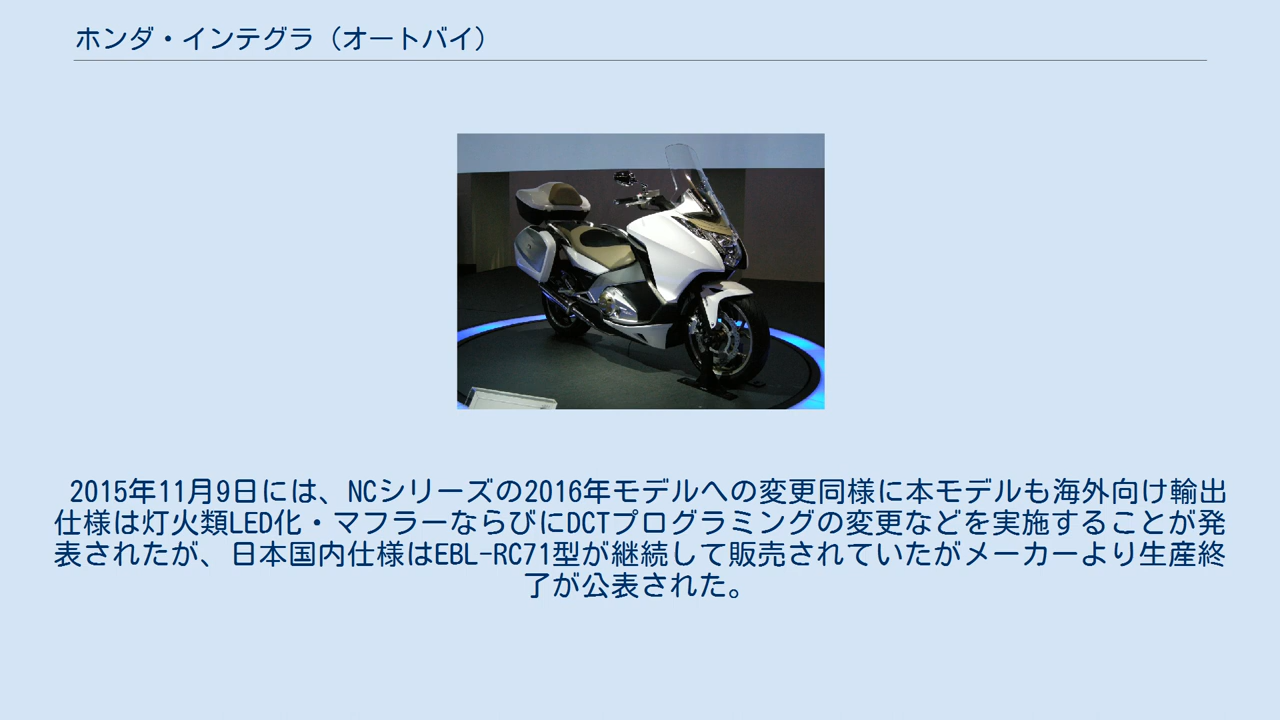 ホンダ・インテグラ（オートバイ）
2015年11月9日には、NCシリーズの2016年モデルへの変更同様に本モデルも海外向け輸出
仕様は灯火類LED化・マフラーならびにDCTプログラミングの変更などを実施することが発
表されたが、日本国内仕様はEBL-RC71型が継続して販売されていたがメーカーより生産終
了が公表された。